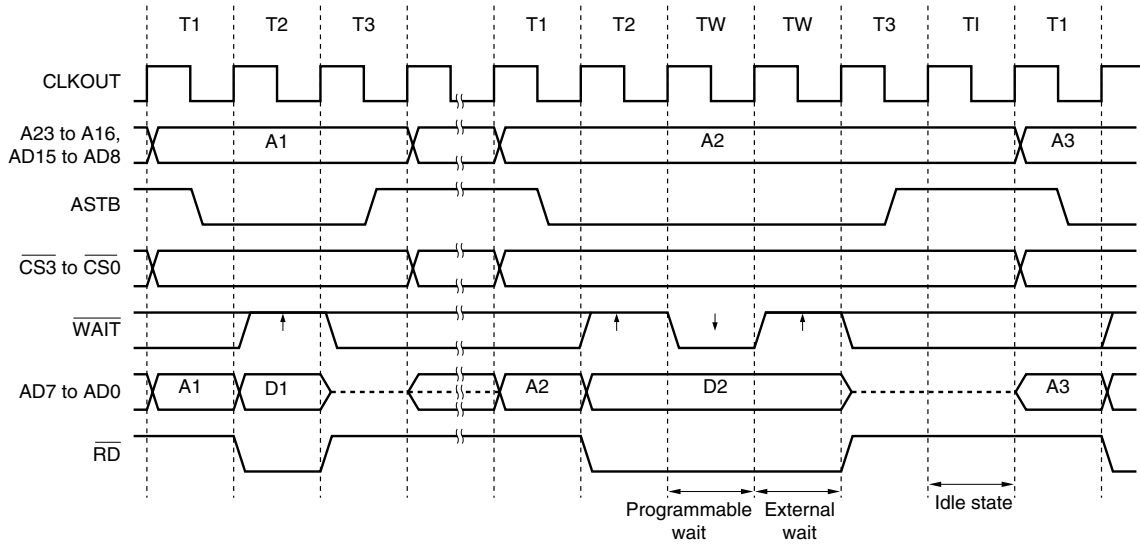 T1 T2 T3 T1 T2 TW TW T3 TI T1
CLKOUT
A23 to A16,
AD15 to AD8
A1 A2 A3
ASTB
CS3 to CS0
WAIT
AD7 to AD0
A1 D1 A2 D2 A3
RD
Programmable
wait
External
wait
Idle state